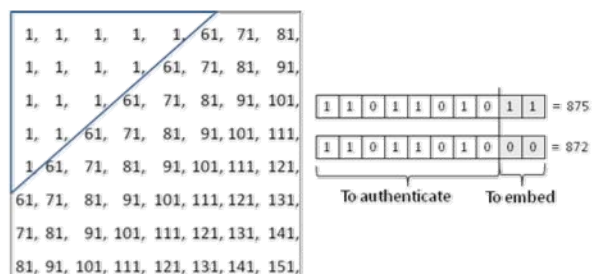 1, 1, 1, 1, 1, 61, 71, 81,
1, 1, 1, 1, 61, 71, 81, 91,
1, 1, 1, 61, 71, 81, 91, 101,
1, 1, 61, 71, 81, 91, 101, 111,
1 61, 71, 81, 91, 101, 111, 121,
61, 71, 81, 91, 101, 111, 121, 131,
71, 81, 91, 101, 111, 121, 131, 141,
81, 91, 101, 111, 121, 131, 141, 151,
1 1 0 1 1 0 1 0 1 1 = 875
1 1 0 1 1 0 1 0 0 0 = 872
To authenticate To embed